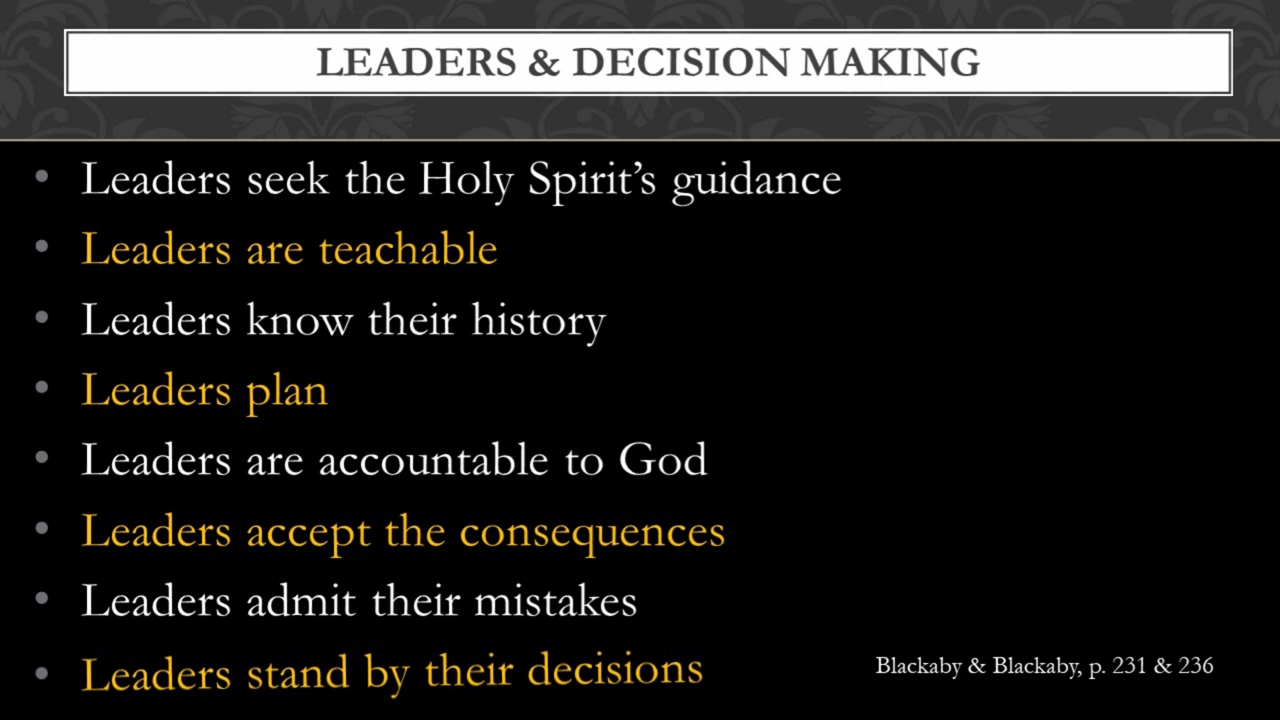 LEADERS & DECISION MAKING
• Leaders seek the Holy Spirit’s guidance
• Leaders are teachable
• Leaders know their history
• Leaders plan
• Leaders are accountable to God
• Leaders accept the consequences
• Leaders admit their mistakes
• Leaders stand by their decisions
Blackaby & Blackaby, p. 231 & 236